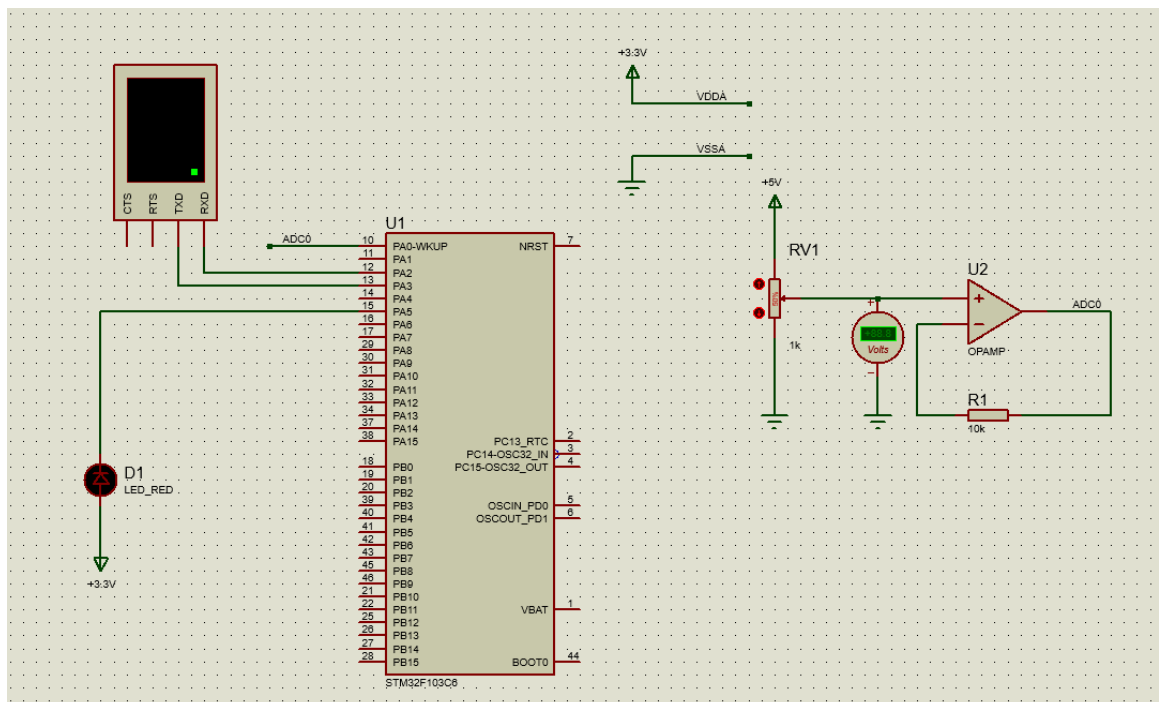 +3.3V
VDDA
VSSA
CTS
RTS
TXD
RXD
+5V
RV1
1k
+
Volts
−
U2
+
−
OPAMP
ADC0
R1
10k
U1
ADC0
10 PA0-WKUP
11 PA1
12 PA2
13 PA3
14 PA4
15 PA5
16 PA6
17 PA7
29 PA8
30 PA9
31 PA10
32 PA11
33 PA12
34 PA13
37 PA14
38 PA15
18 PB0
19 PB1
20 PB2
39 PB3
40 PB4
41 PB5
42 PB6
43 PB7
45 PB8
46 PB9
21 PB10
22 PB11
25 PB12
26 PB13
27 PB14
28 PB15
NRST 7
PC13_RTC 2
PC14-OSC32_IN 3
PC15-OSC32_OUT 4
OSCIN_PD0 5
OSCOUT_PD1 6
VBAT 1
BOOT0 44
STM32F103C6
D1
LED_RED
+3.3V